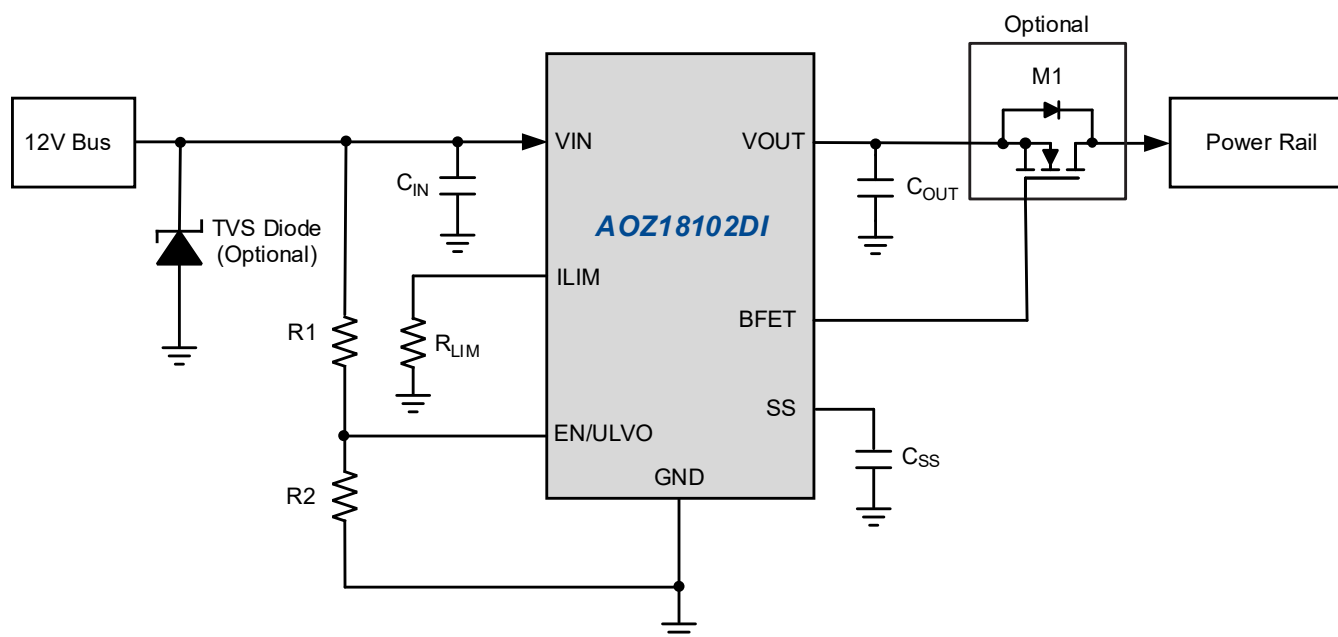 Optional
M1
12V Bus
VIN
VOUT
Power Rail
CIN
COUT
TVS Diode
(Optional)
AOZ18102DI
ILIM
R1
RLIM
BFET
SS
EN/ULVO
CSS
GND
R2